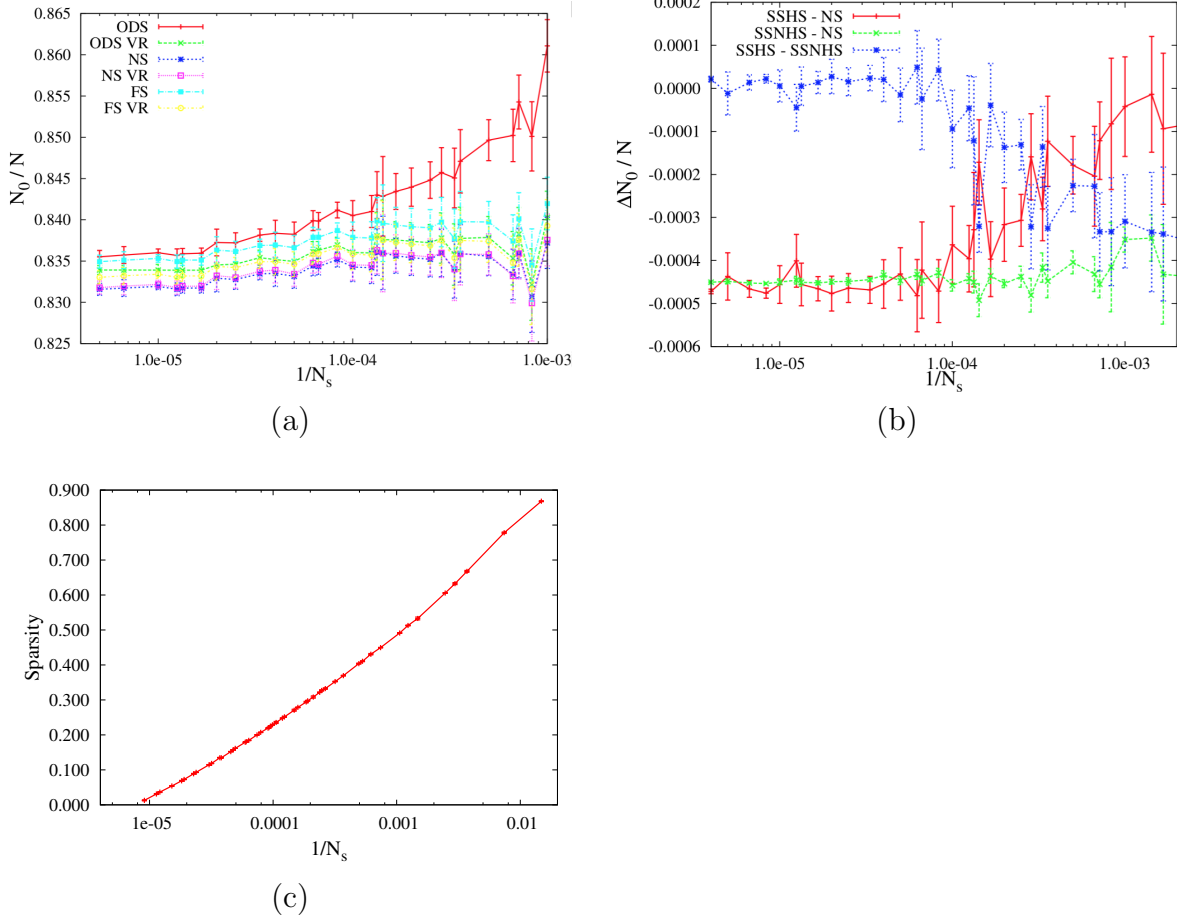 0.865
0.860
0.855
0.850
0.845
0.840
0.835
0.830
0.825
N₀ / N
ODS
ODS VR
NS
NS VR
FS
FS VR
1.0e-05
1.0e-04
1.0e-03
1/Nₛ
(a)
0.0002
0.0001
0.0000
-0.0001
-0.0002
-0.0003
-0.0004
-0.0005
-0.0006
ΔN₀ / N
SSHS - NS
SSNHS - NS
SSHS - SSNHS
1.0e-05
1.0e-04
1.0e-03
1/Nₛ
(b)
0.900
0.800
0.700
0.600
0.500
0.400
0.300
0.200
0.100
0.000
Sparsity
1e-05
0.0001
0.001
0.01
1/Nₛ
(c)